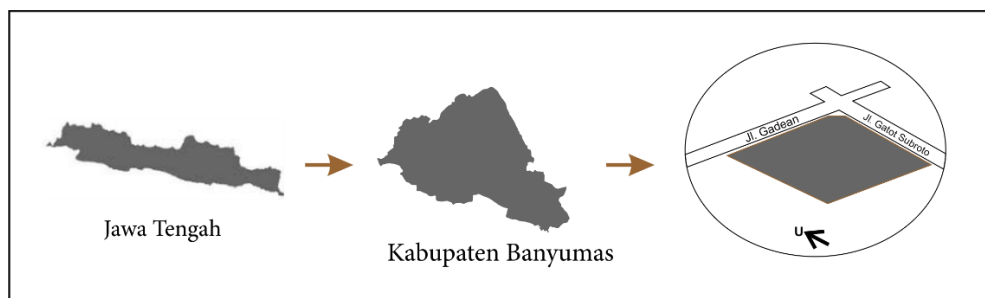 Jawa Tengah
Kabupaten Banyumas
Jl. Gadean
Jl. Gatot Subroto
U